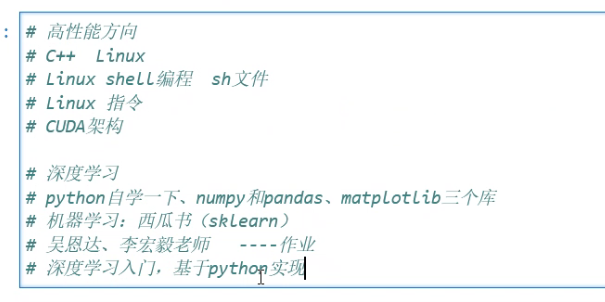 # 高性能方向
# C++  Linux
# Linux shell编程  sh文件
# Linux 指令
# CUDA架构
# 深度学习
# python自学一下、numpy和pandas、matplotlib三个库
# 机器学习：西瓜书（sklearn）
# 吴恩达、李宏毅老师   ----作业
# 深度学习入门，基于python实现